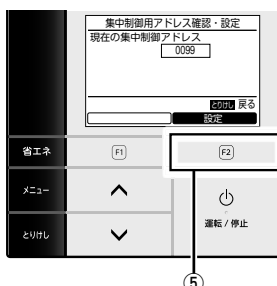 集中制御用アドレス確認・設定
現在の集中制御アドレス
0099
とりけし 戻る
設定
省エネ
F1
F2
メニュー
運転 / 停止
とりけし
⑤